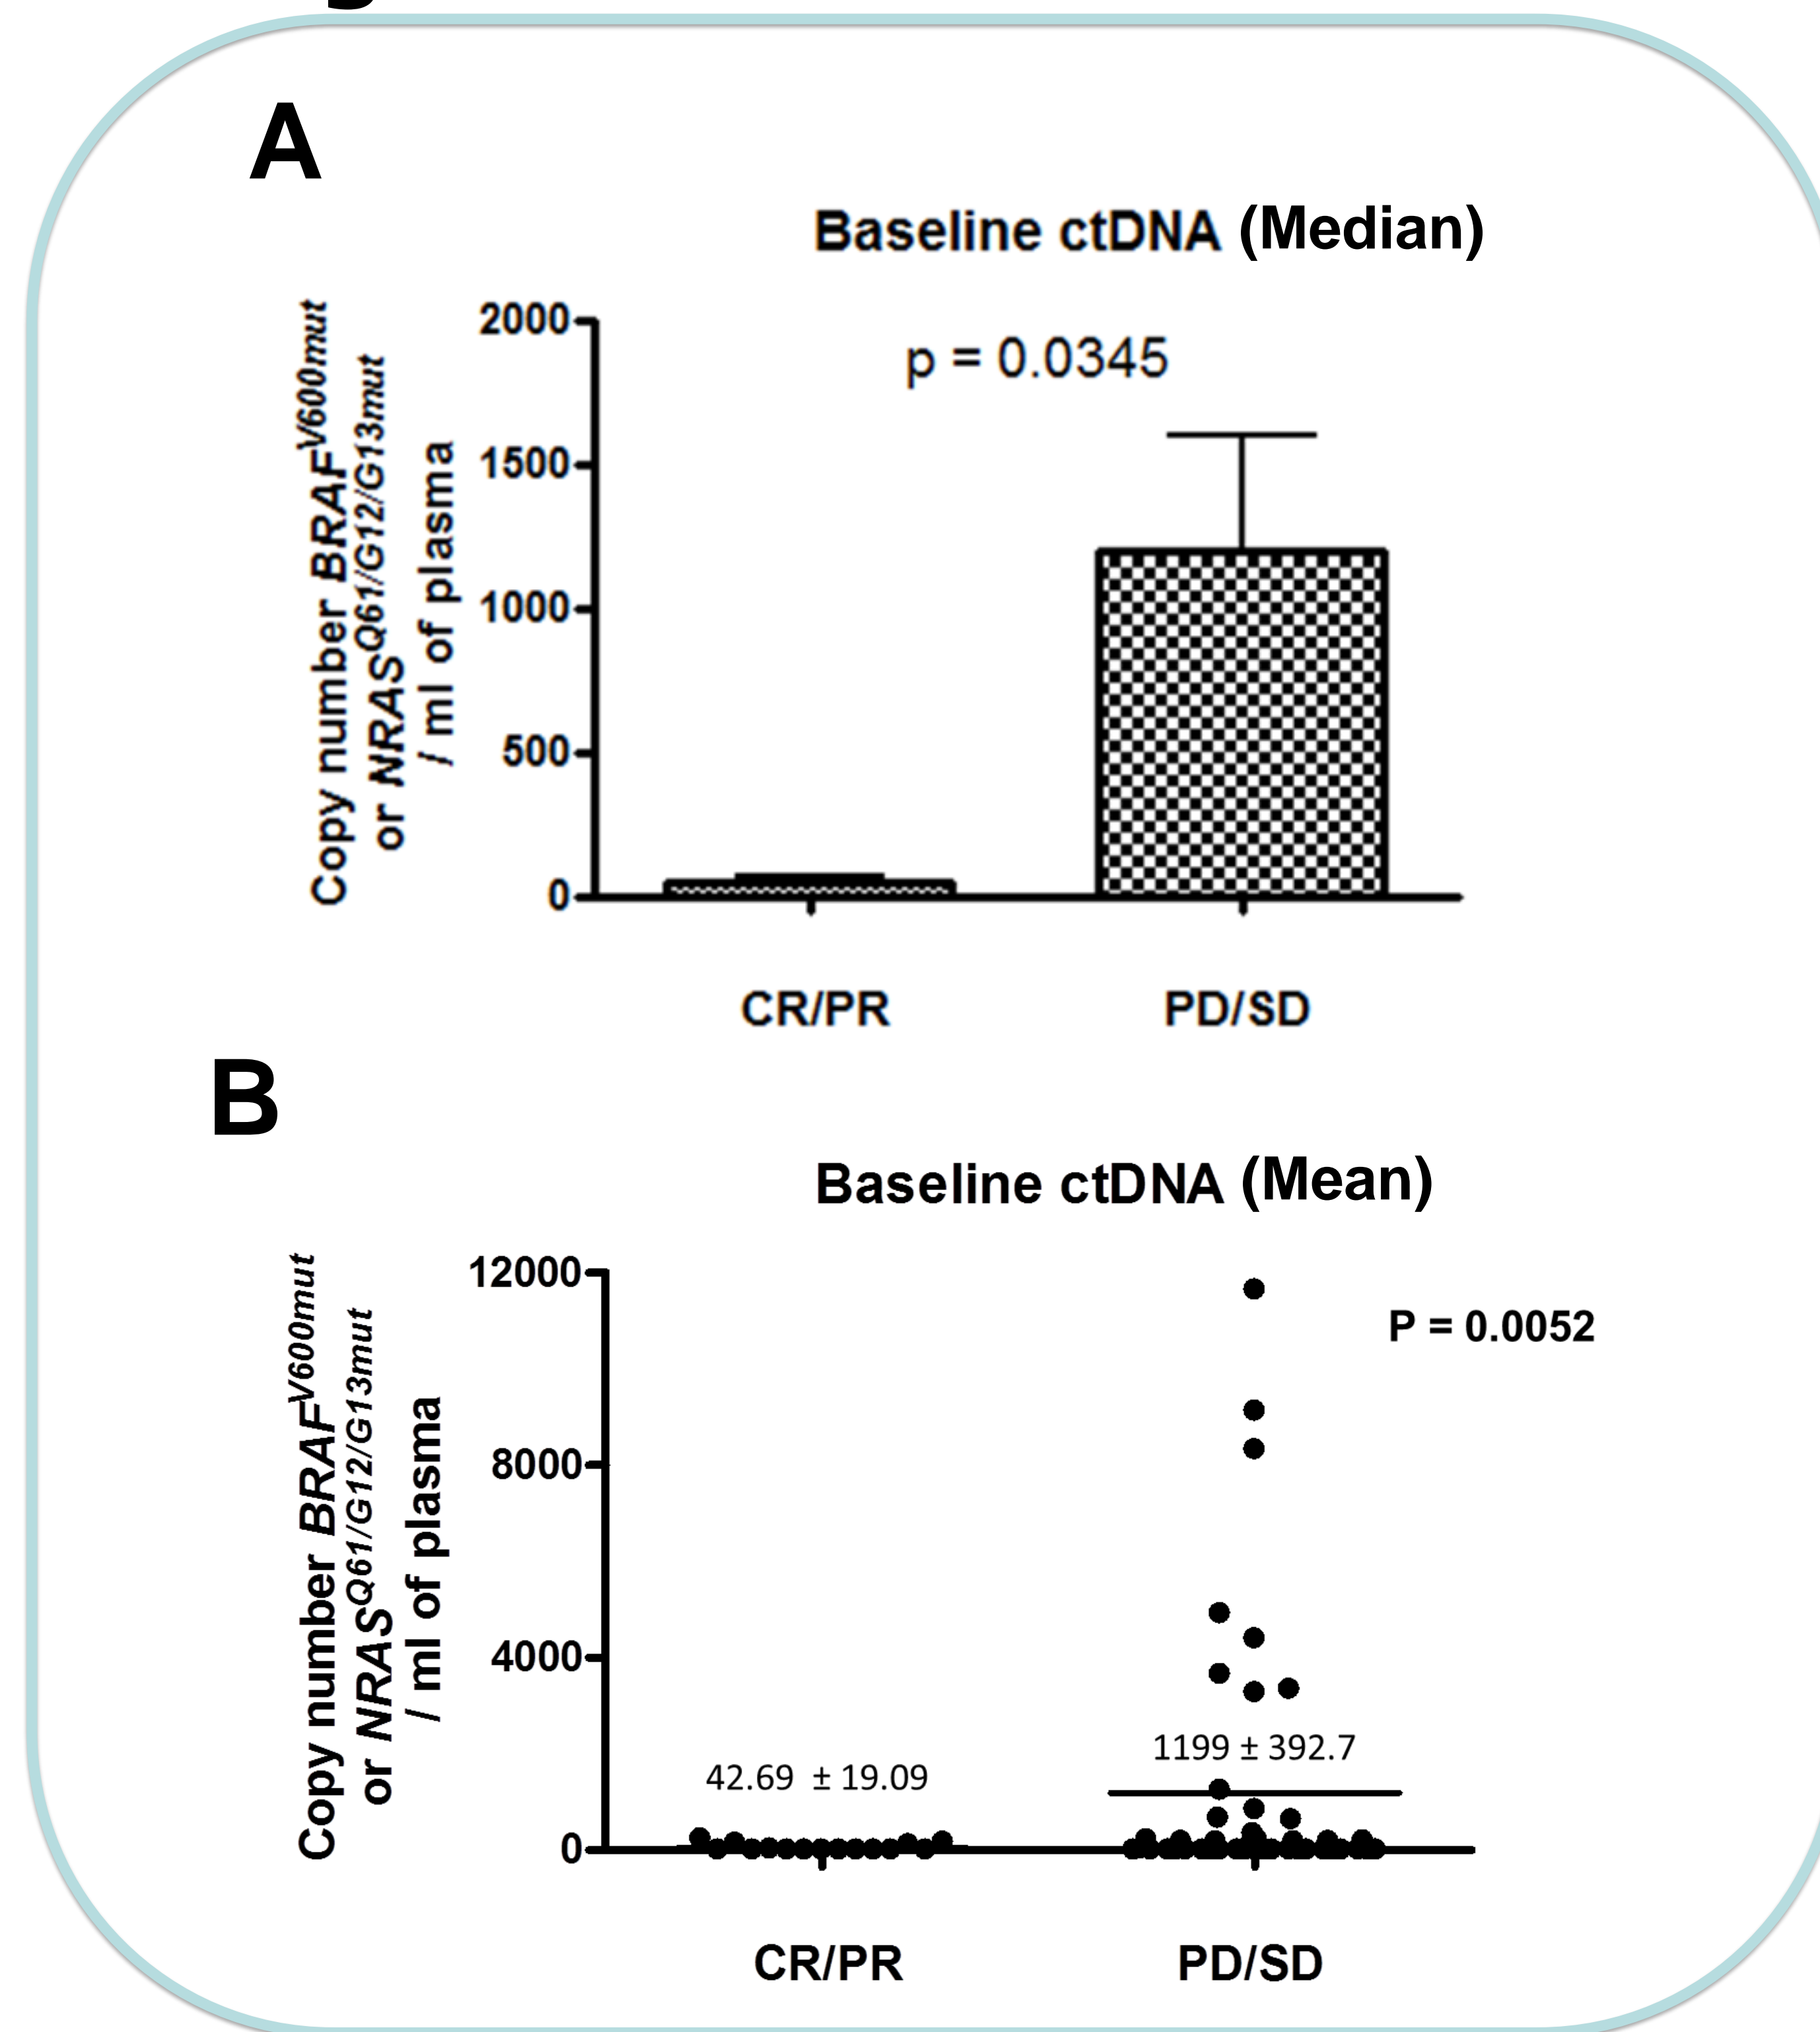 A
Baseline ctDNA (Median)
Copy number BRAFV600mut
or NRASQ61/G12/G13mut
/ ml of plasma
2000
1500
1000
500
0
p = 0.0345
CR/PR PD/SD
B
Baseline ctDNA (Mean)
Copy number BRAFV600mut
or NRASQ61/G12/G13mut
/ ml of plasma
12000
8000
4000
0
P = 0.0052
1199 ± 392.7
42.69 ± 19.09
CR/PR PD/SD